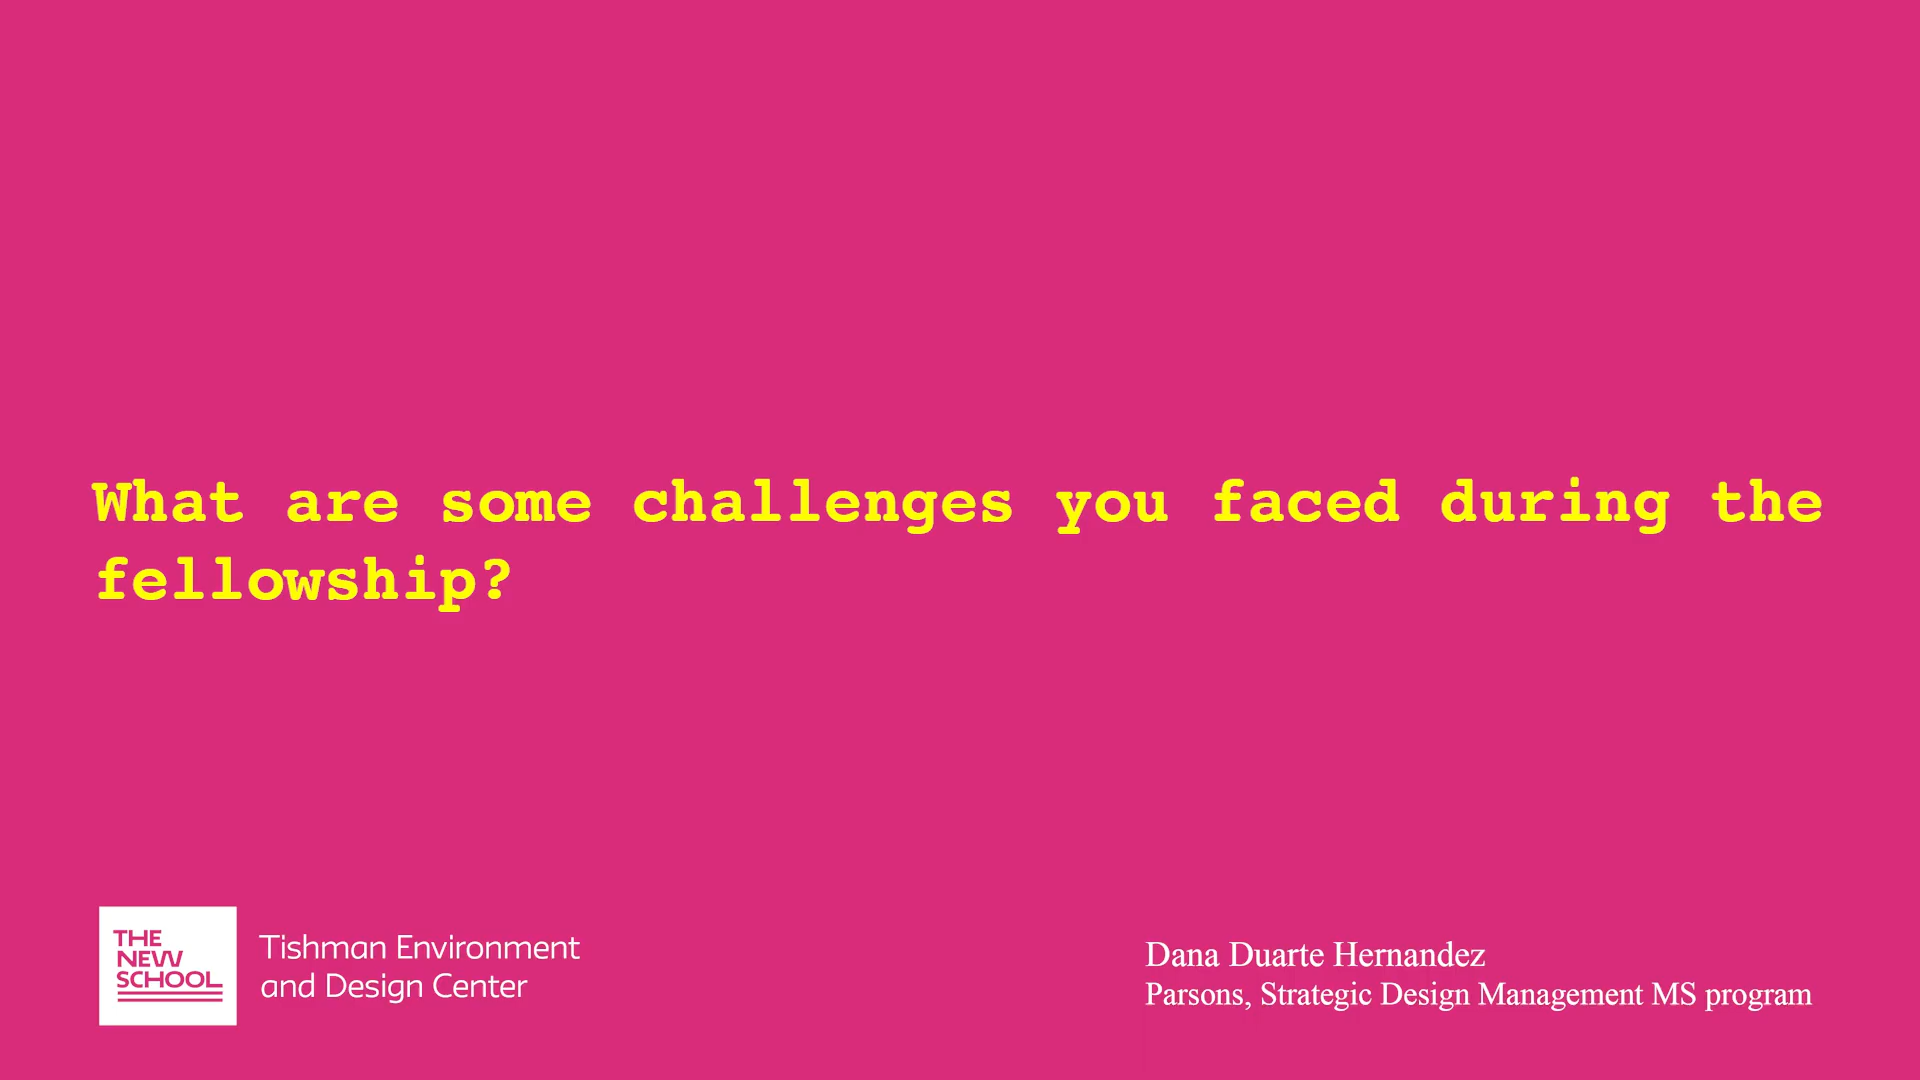 What are some challenges you faced during the
fellowship?
THE
NEW
SCHOOL
Tishman Environment
and Design Center
Dana Duarte Hernandez
Parsons, Strategic Design Management MS program